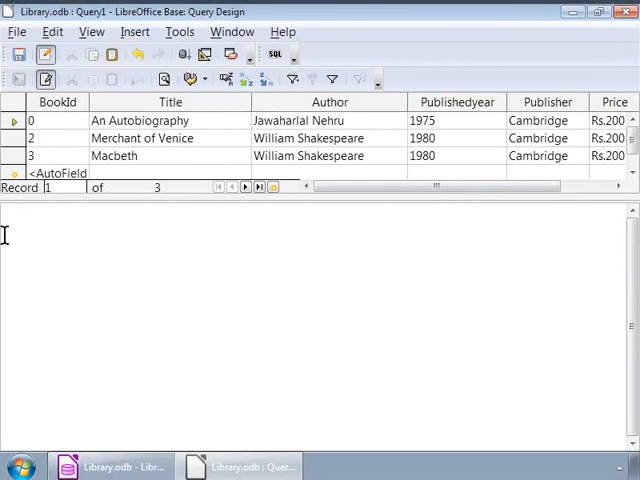 Library.odb : Query1 - LibreOffice Base: Query Design
File Edit View Insert Tools Window Help
SQL
BookId Title Author Publishedyear Publisher Price
0 An Autobiography Jawaharlal Nehru 1975 Cambridge Rs.200
2 Merchant of Venice William Shakespeare 1980 Cambridge Rs.200
3 Macbeth William Shakespeare 1980 Cambridge Rs.200
<AutoField
Record 1 of 3
Library.odb - Libr... Library.odb : Que...